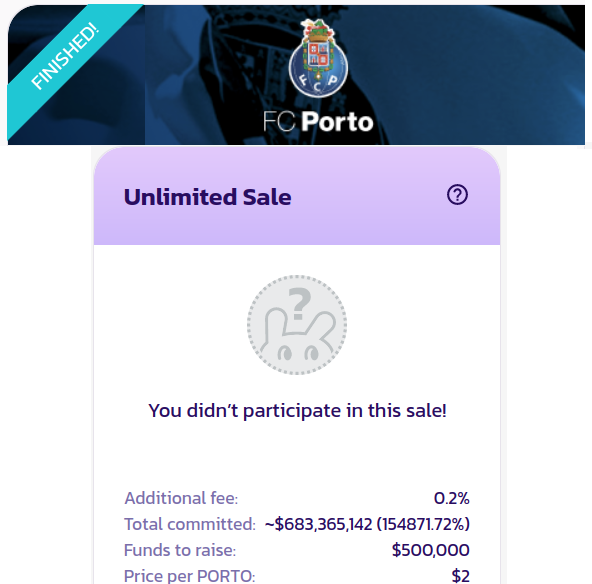 FINISHED!
FCP
FC Porto
Unlimited Sale
?
?
You didn't participate in this sale!
Additional fee: 0.2%
Total committed: ~$683,365,142 (154871.72%)
Funds to raise: $500,000
Price per PORTO: $2